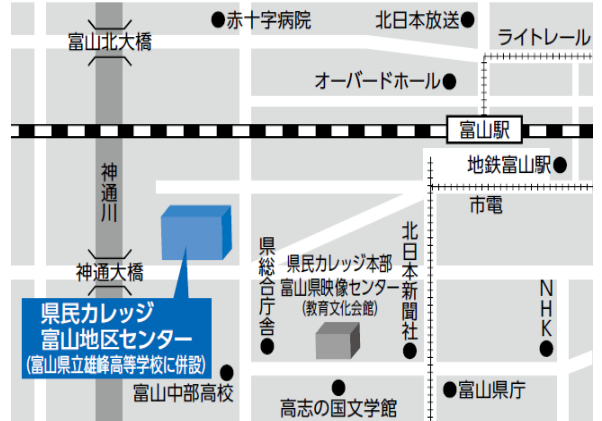 赤十字病院
北日本放送
富山北大橋
ライトレール
オーバードホール
富山駅
地鉄富山駅
神通川
市電
県総合庁舎
県民カレッジ本部
富山県映像センター
(教育文化会館)
北日本新聞社
神通大橋
NHK
県民カレッジ
富山地区センター
(富山県立雄峰高等学校に併設)
富山中部高校
高志の国文学館
富山県庁